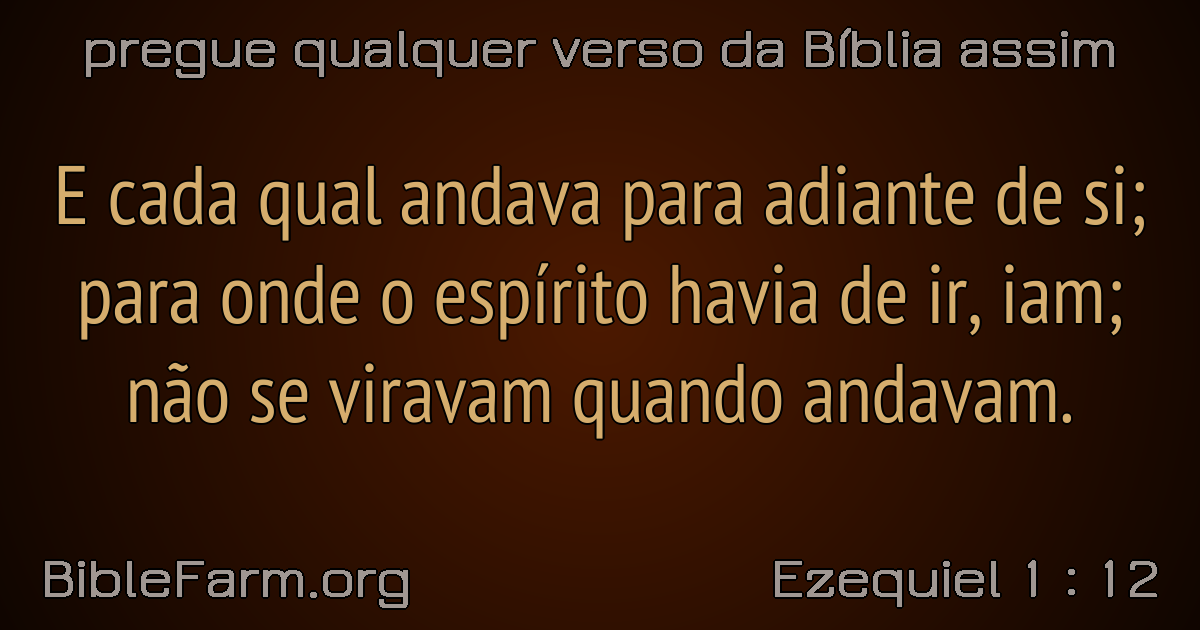 pregue qualquer verso da Bíblia assim
E cada qual andava para adiante de si;
para onde o espírito havia de ir, iam;
não se viravam quando andavam.
BibleFarm.org
Ezequiel 1 : 12